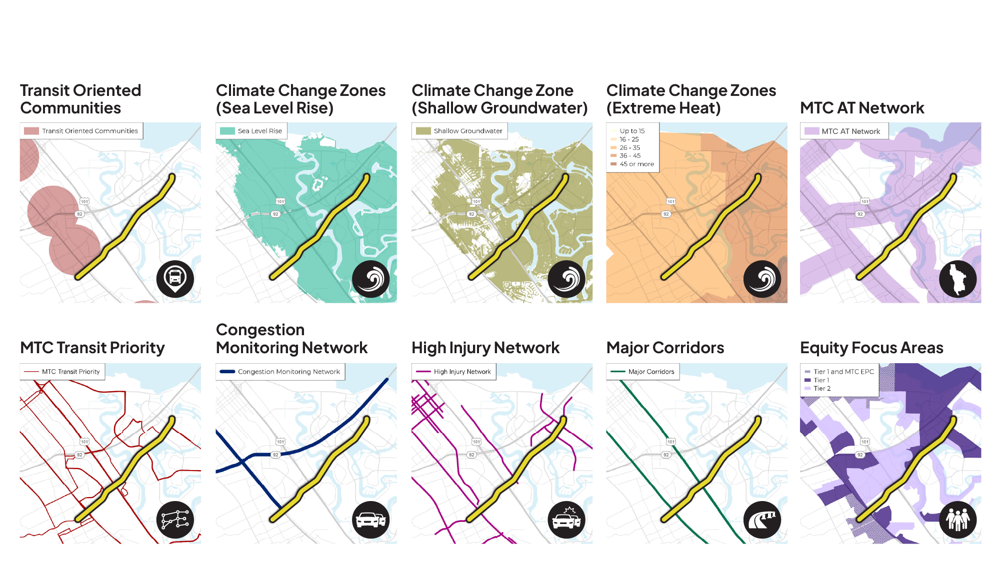 Transit Oriented
Communities
Transit Oriented Communities
101
92
Climate Change Zones
(Sea Level Rise)
Sea Level Rise
101
92
Climate Change Zone
(Shallow Groundwater)
Shallow Groundwater
101
92
Climate Change Zones
(Extreme Heat)
Up to 15
16 - 25
26 - 35
36 - 45
45 or more
101
92
MTC AT Network
MTC AT Network
101
92
MTC Transit Priority
MTC Transit Priority
101
92
Congestion
Monitoring Network
Congestion Monitoring Network
101
92
High Injury Network
High Injury Network
101
92
Major Corridors
Major Corridors
101
92
Equity Focus Areas
Tier 1 and MTC EPC
Tier 1
Tier 2
101
92